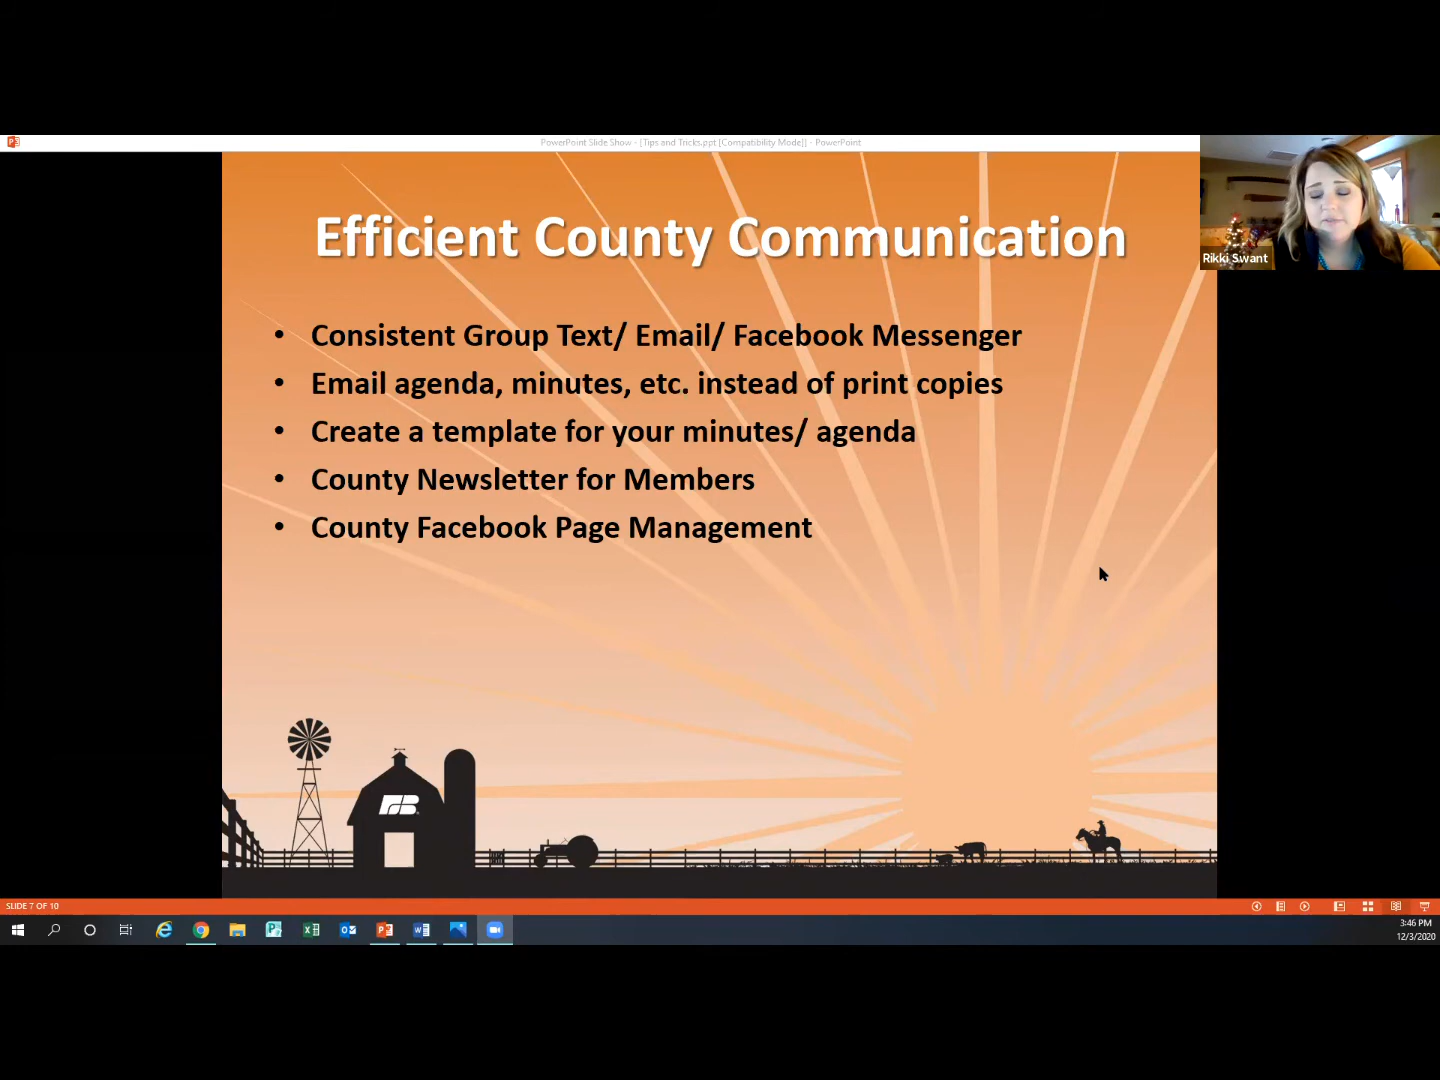 PowerPoint Slide Show - [Tips and Tricks.ppt [Compatibility Mode]] - PowerPoint
Rikki Swant
Efficient County Communication
• Consistent Group Text/ Email/ Facebook Messenger
• Email agenda, minutes, etc. instead of print copies
• Create a template for your minutes/ agenda
• County Newsletter for Members
• County Facebook Page Management
FB
SLIDE 7 OF 10
3:46 PM
12/3/2020